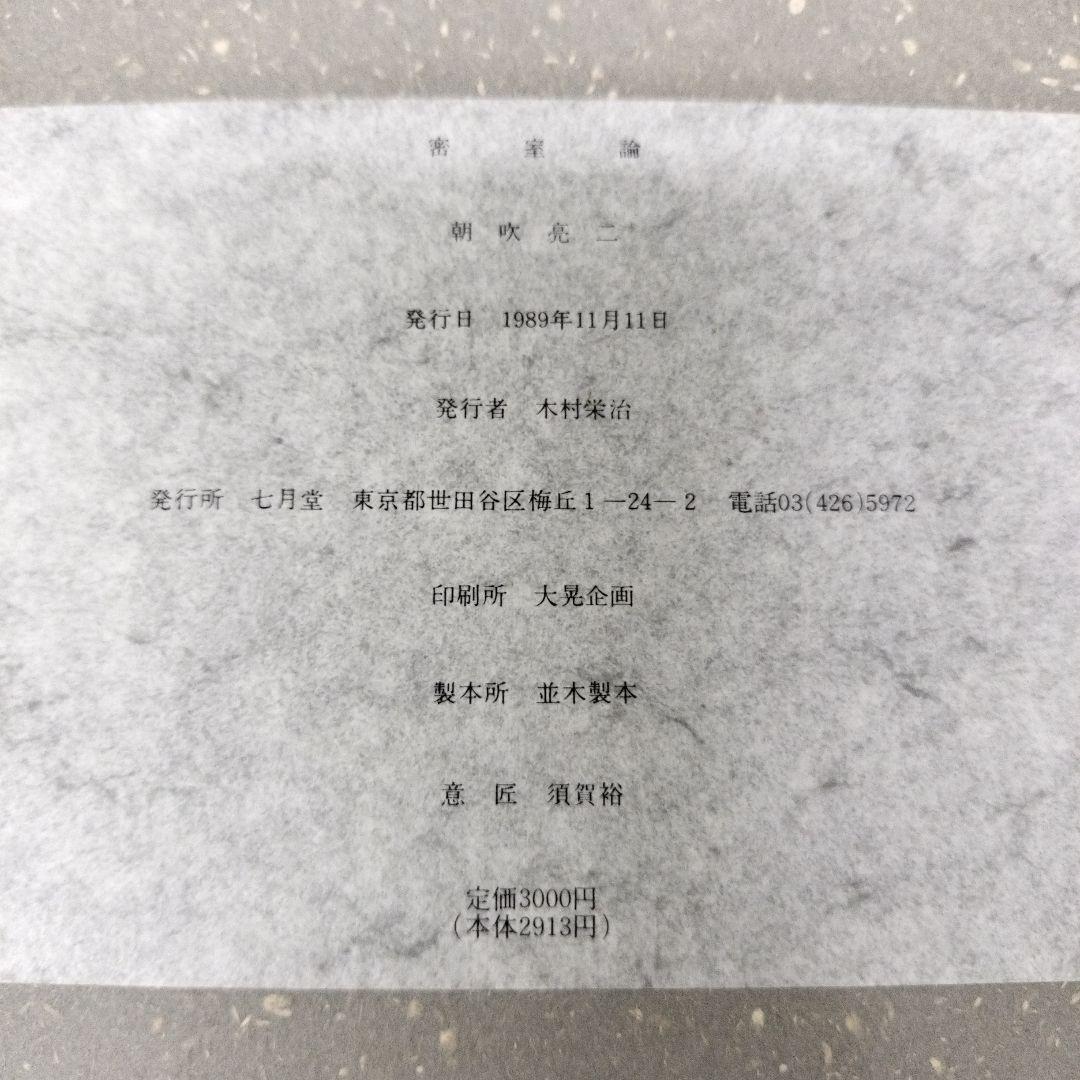 密室論
朝吹亮二
発行日　1989年11月11日
発行者　木村栄治
発行所　七月堂　東京都世田谷区梅丘1―24―2　電話03(426)5972
印刷所　大晃企画
製本所　並木製本
意　匠　須賀裕
定価3000円
(本体2913円)